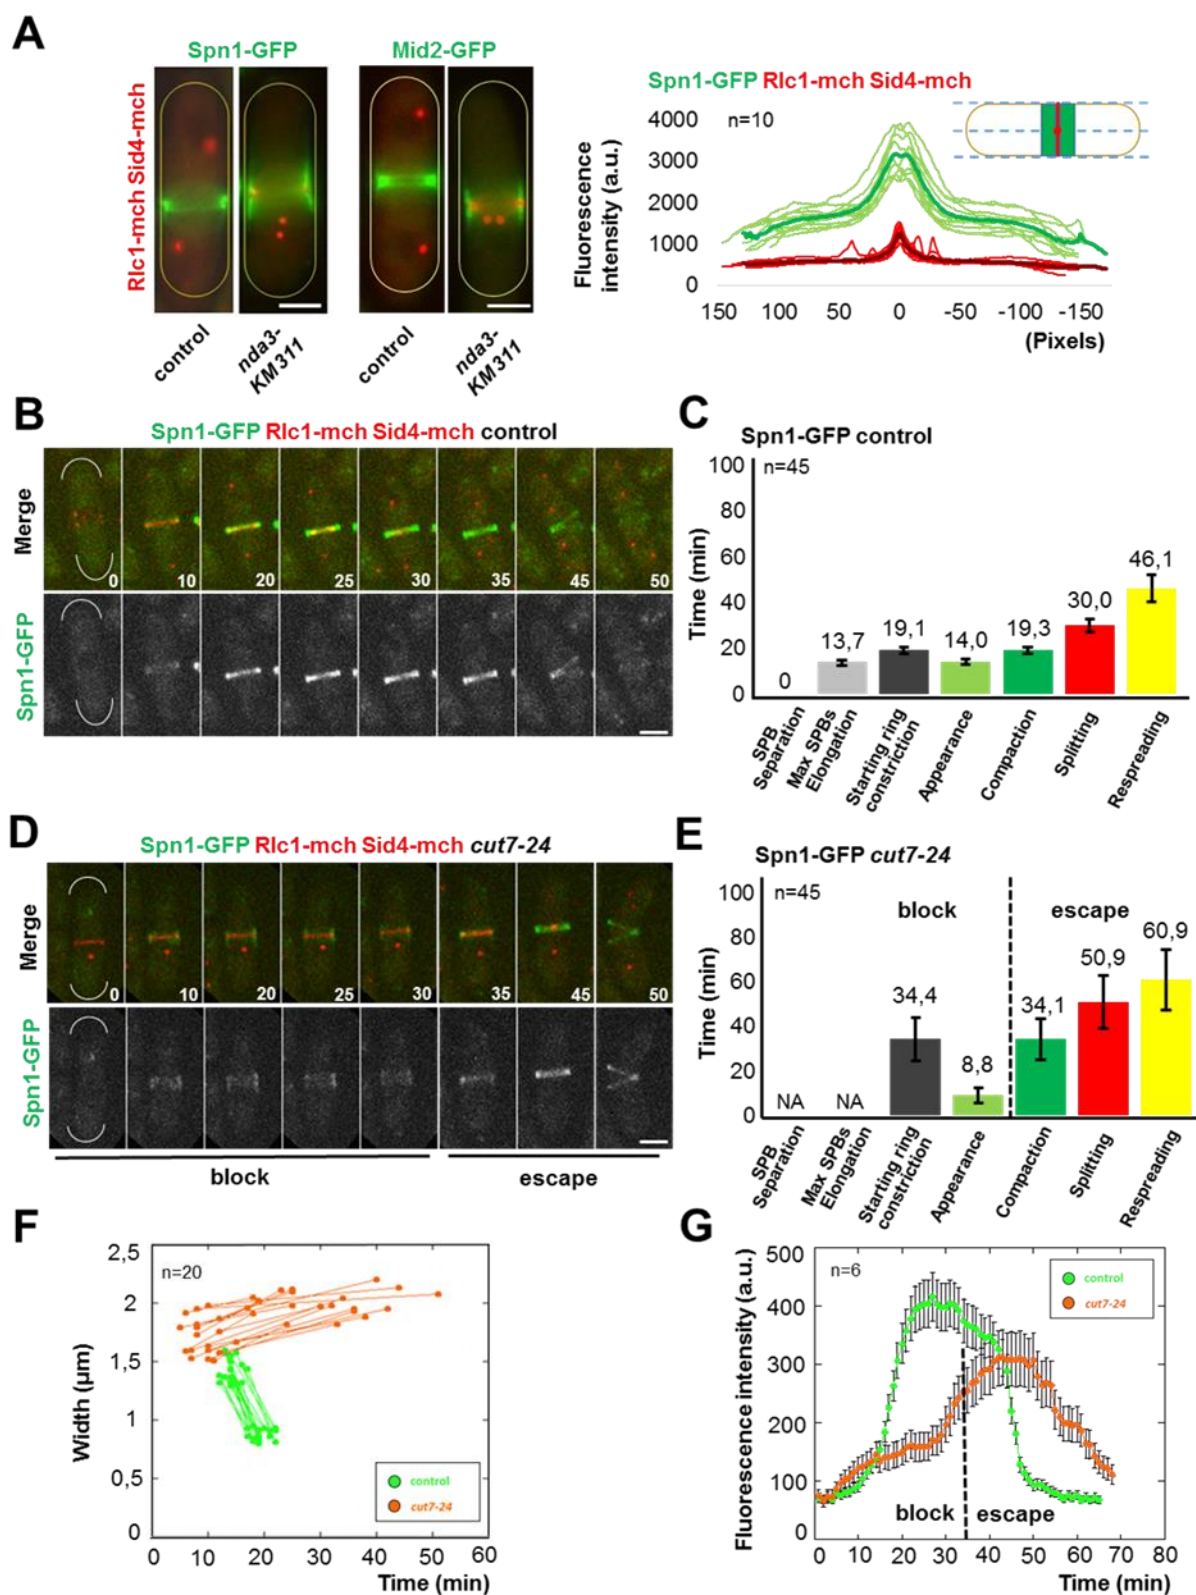 A
Spn1-GFP
Mid2-GFP
Rlc1-mch Sid4-mch
control
nda3-
KM311
control
nda3-
KM311
Spn1-GFP Rlc1-mch Sid4-mch
n=10
Fluorescence
intensity (a.u.)
4000
3000
2000
1000
0
150 100 50 0 -50 -100 -150
(Pixels)
B
Spn1-GFP Rlc1-mch Sid4-mch control
Merge
0 10 20 25 30 35 45 50
Spn1-GFP
C
Spn1-GFP control
n=45
Time (min)
100
80
60
40
20
0
0
13,7
19,1
14,0
19,3
30,0
46,1
SPB
Separation
Max SPBs
Elongation
Starting ring
constriction
Appearance
Compaction
Splitting
Respreading
D
Spn1-GFP Rlc1-mch Sid4-mch cut7-24
Merge
0 10 20 25 30 35 45 50
Spn1-GFP
block
escape
E
Spn1-GFP cut7-24
n=45
block
escape
Time (min)
100
80
60
40
20
0
NA
NA
34,4
8,8
34,1
50,9
60,9
SPB
Separation
Max SPBs
Elongation
Starting ring
constriction
Appearance
Compaction
Splitting
Respreading
F
n=20
Width (µm)
2,5
2
1,5
1
0,5
0
0 10 20 30 40 50 60
Time (min)
control
cut7-24
G
n=6
Fluorescence intensity (a.u.)
500
400
300
200
100
0
control
cut7-24
block
escape
0 10 20 30 40 50 60 70 80
Time (min)